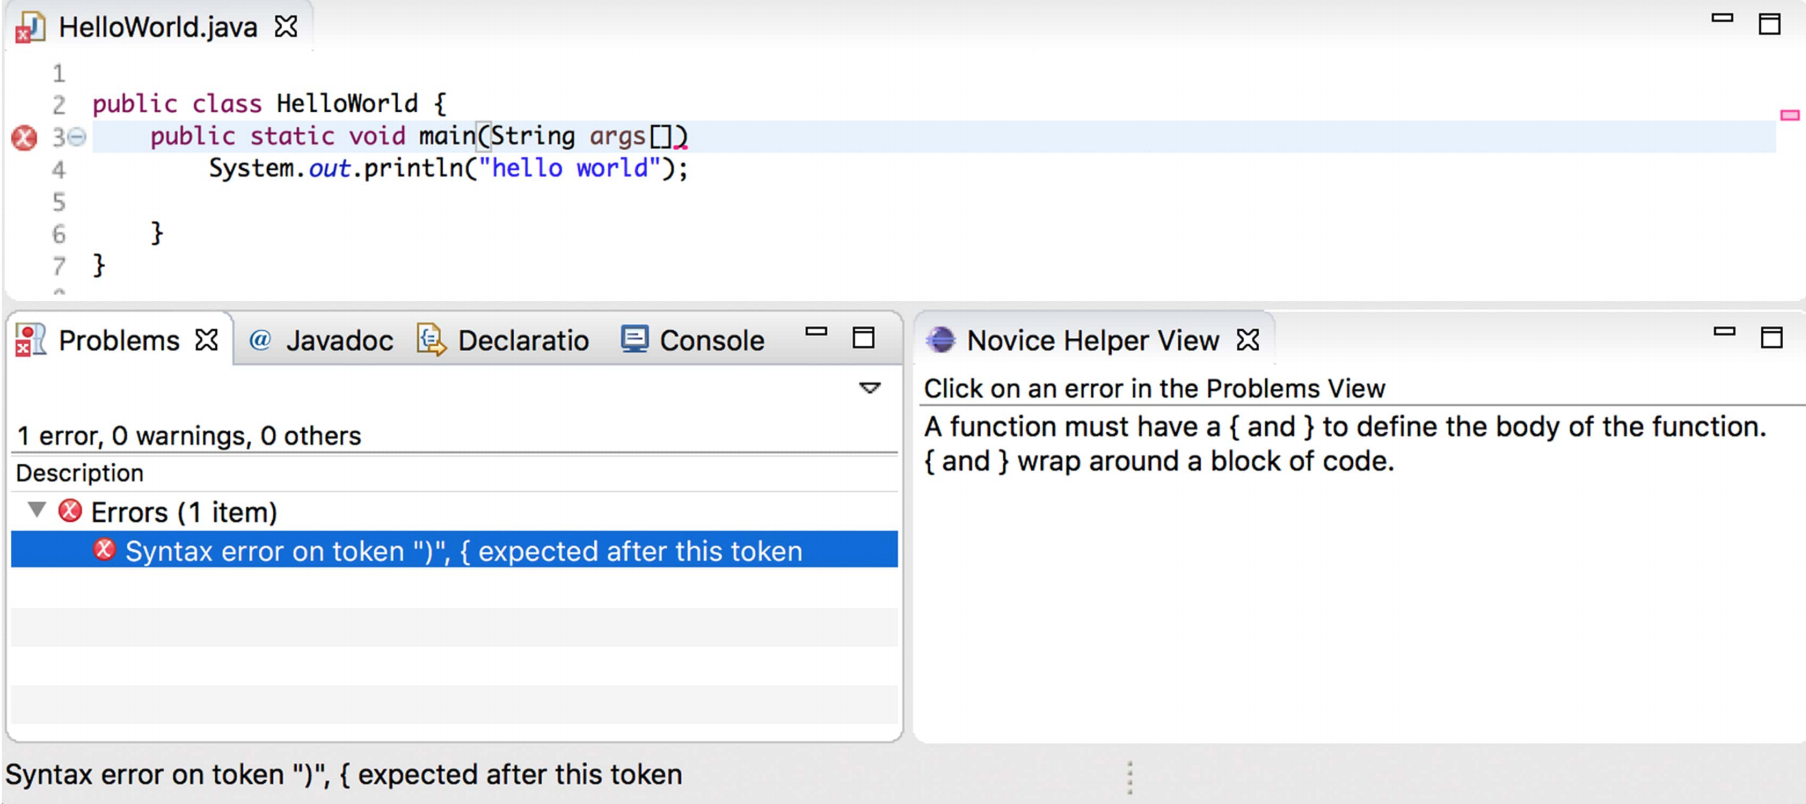 HelloWorld.java
1
2 public class HelloWorld {
3 public static void main(String args[])
4 System.out.println("hello world");
5
6 }
7 }
Problems @ Javadoc Declaratio Console
1 error, 0 warnings, 0 others
Description
Errors (1 item)
Syntax error on token ")", { expected after this token
Novice Helper View
Click on an error in the Problems View
A function must have a { and } to define the body of the function.
{ and } wrap around a block of code.
Syntax error on token ")", { expected after this token